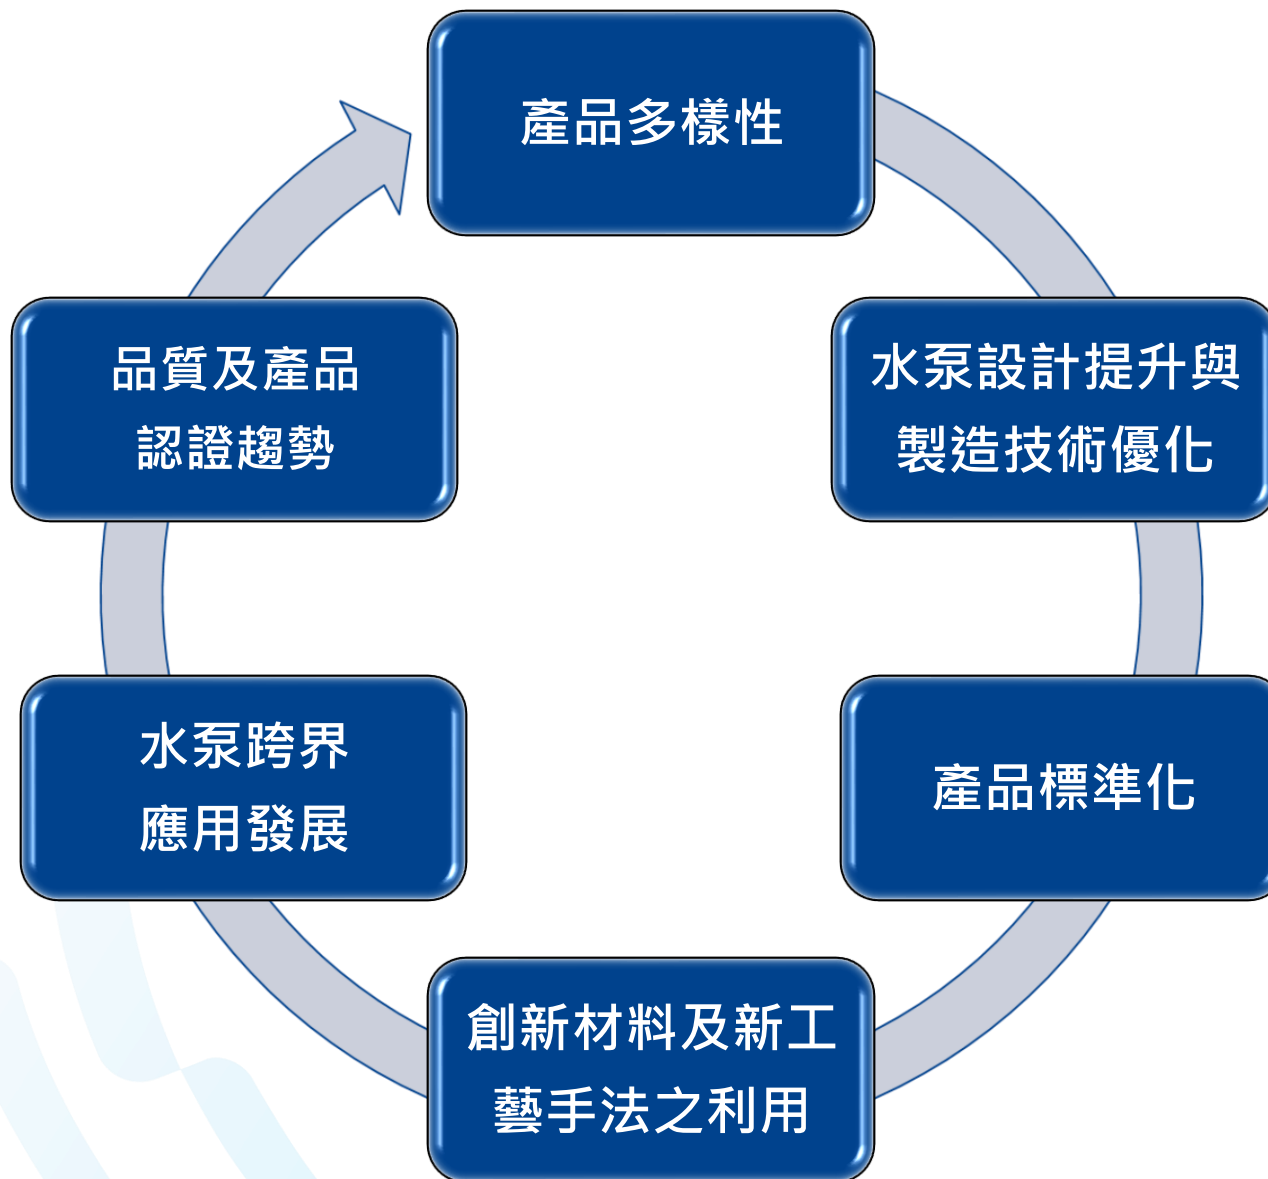 產品多樣性
水泵設計提升與
製造技術優化
產品標準化
創新材料及新工
藝手法之利用
水泵跨界
應用發展
品質及產品
認證趨勢